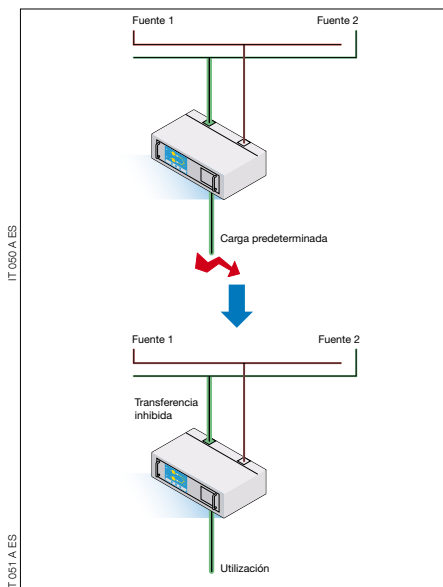 Fuente 1
Fuente 2
Carga predeterminada
IT 050 A ES
Fuente 1
Fuente 2
Transferencia
inhibida
Utilización
IT 051 A ES